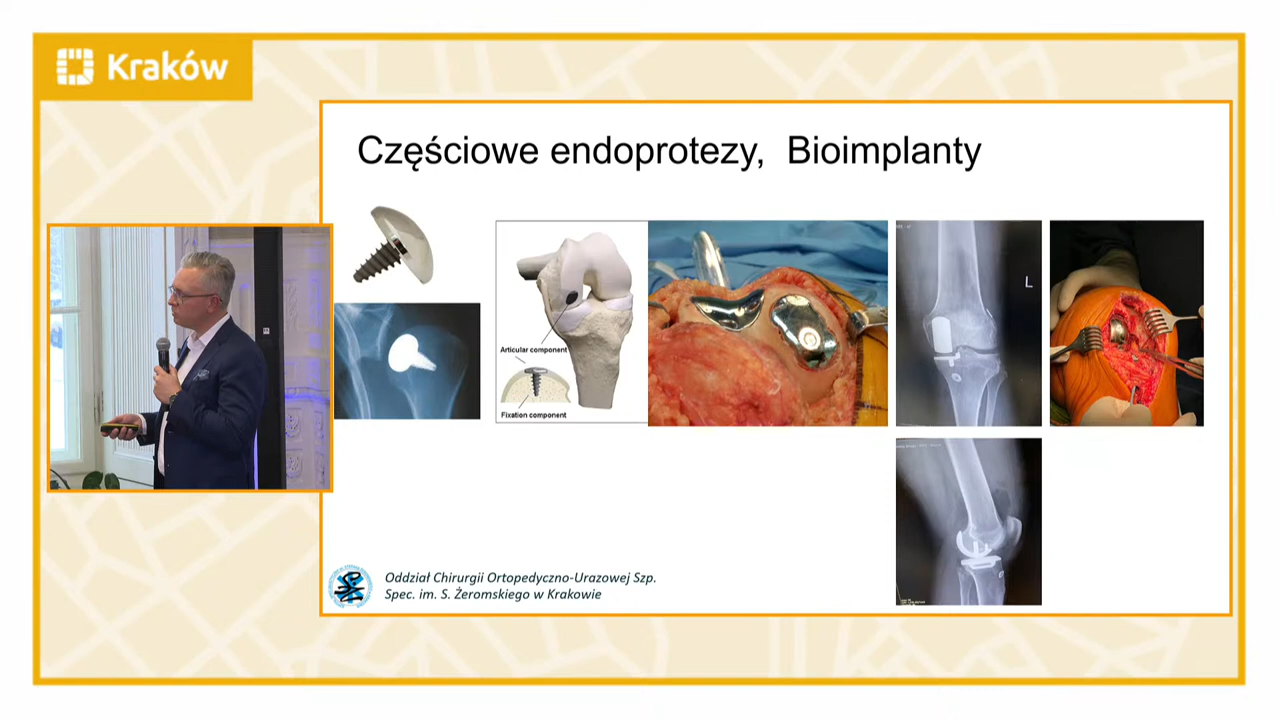 Kraków
Częściowe endoprotezy, Bioimplanty
Articular component
Fixation component
L
Oddział Chirurgii Ortopedyczno-Urazowej Szp.
Spec. im. S. Żeromskiego w Krakowie